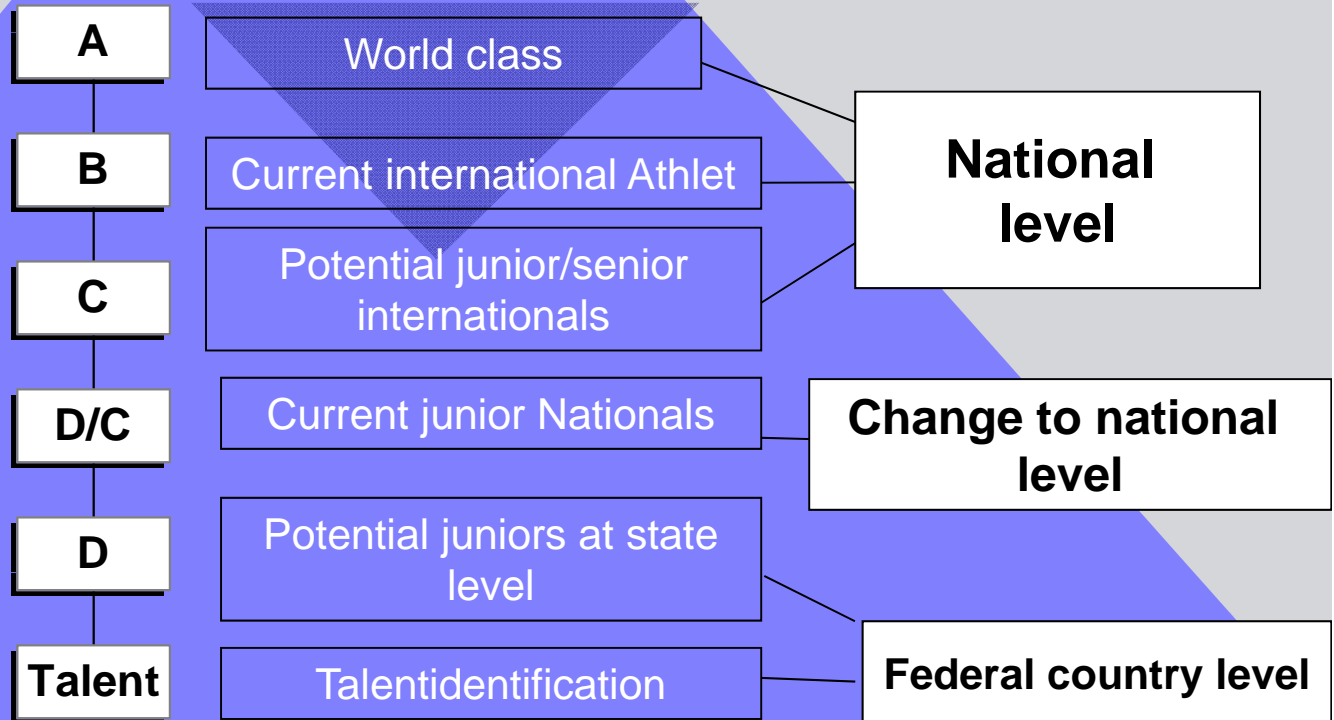 A
World class
B
Current international Athlet
National
level
C
Potential junior/senior
internationals
D/C
Current junior Nationals
Change to national
level
D
Potential juniors at state
level
Talent
Talentidentification
Federal country level